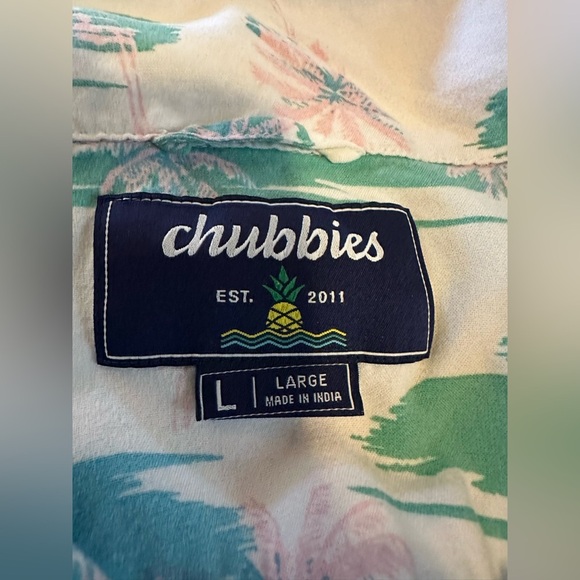 chubbies
EST. 2011
L LARGE
MADE IN INDIA